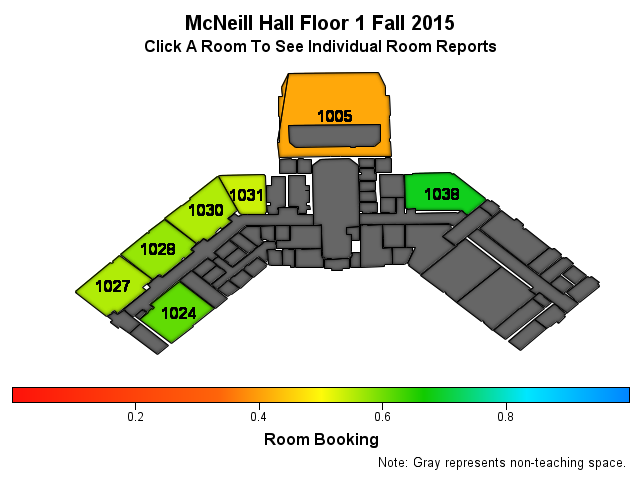 McNeill Hall Floor 1 Fall 2015
Click A Room To See Individual Room Reports
1005
1031
1038
1030
1028
1027
1024
0.2 0.4 0.6 0.8
Room Booking
Note: Gray represents non-teaching space.